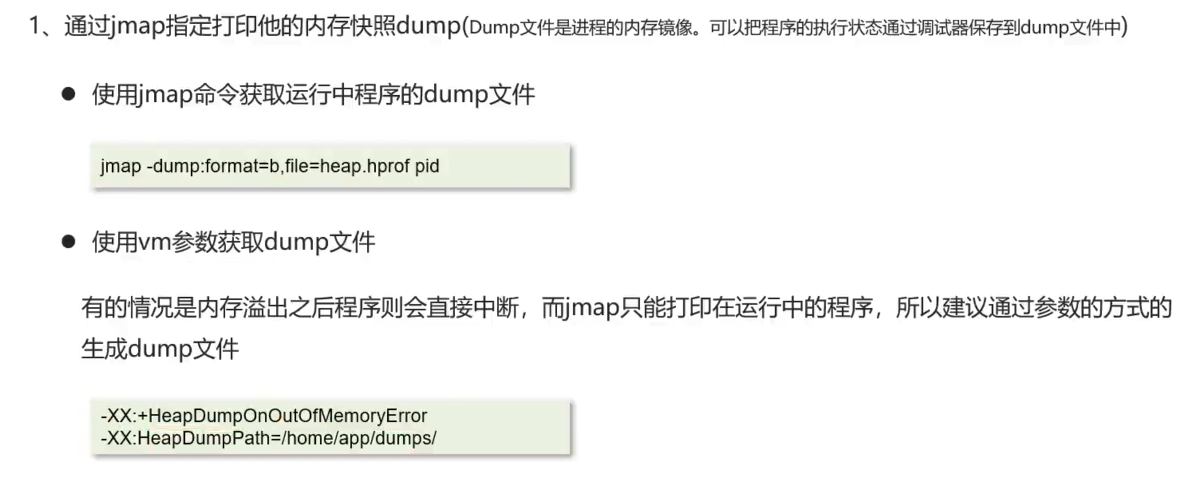 1、通过jmap指定打印他的内存快照dump(Dump文件是进程的内存镜像。可以把程序的执行状态通过调试器保存到dump文件中)
● 使用jmap命令获取运行中程序的dump文件
jmap -dump:format=b,file=heap.hprof pid
● 使用vm参数获取dump文件
有的情况是内存溢出之后程序则会直接中断，而jmap只能打印在运行中的程序，所以建议通过参数的方式的
生成dump文件
-XX:+HeapDumpOnOutOfMemoryError
-XX:HeapDumpPath=/home/app/dumps/